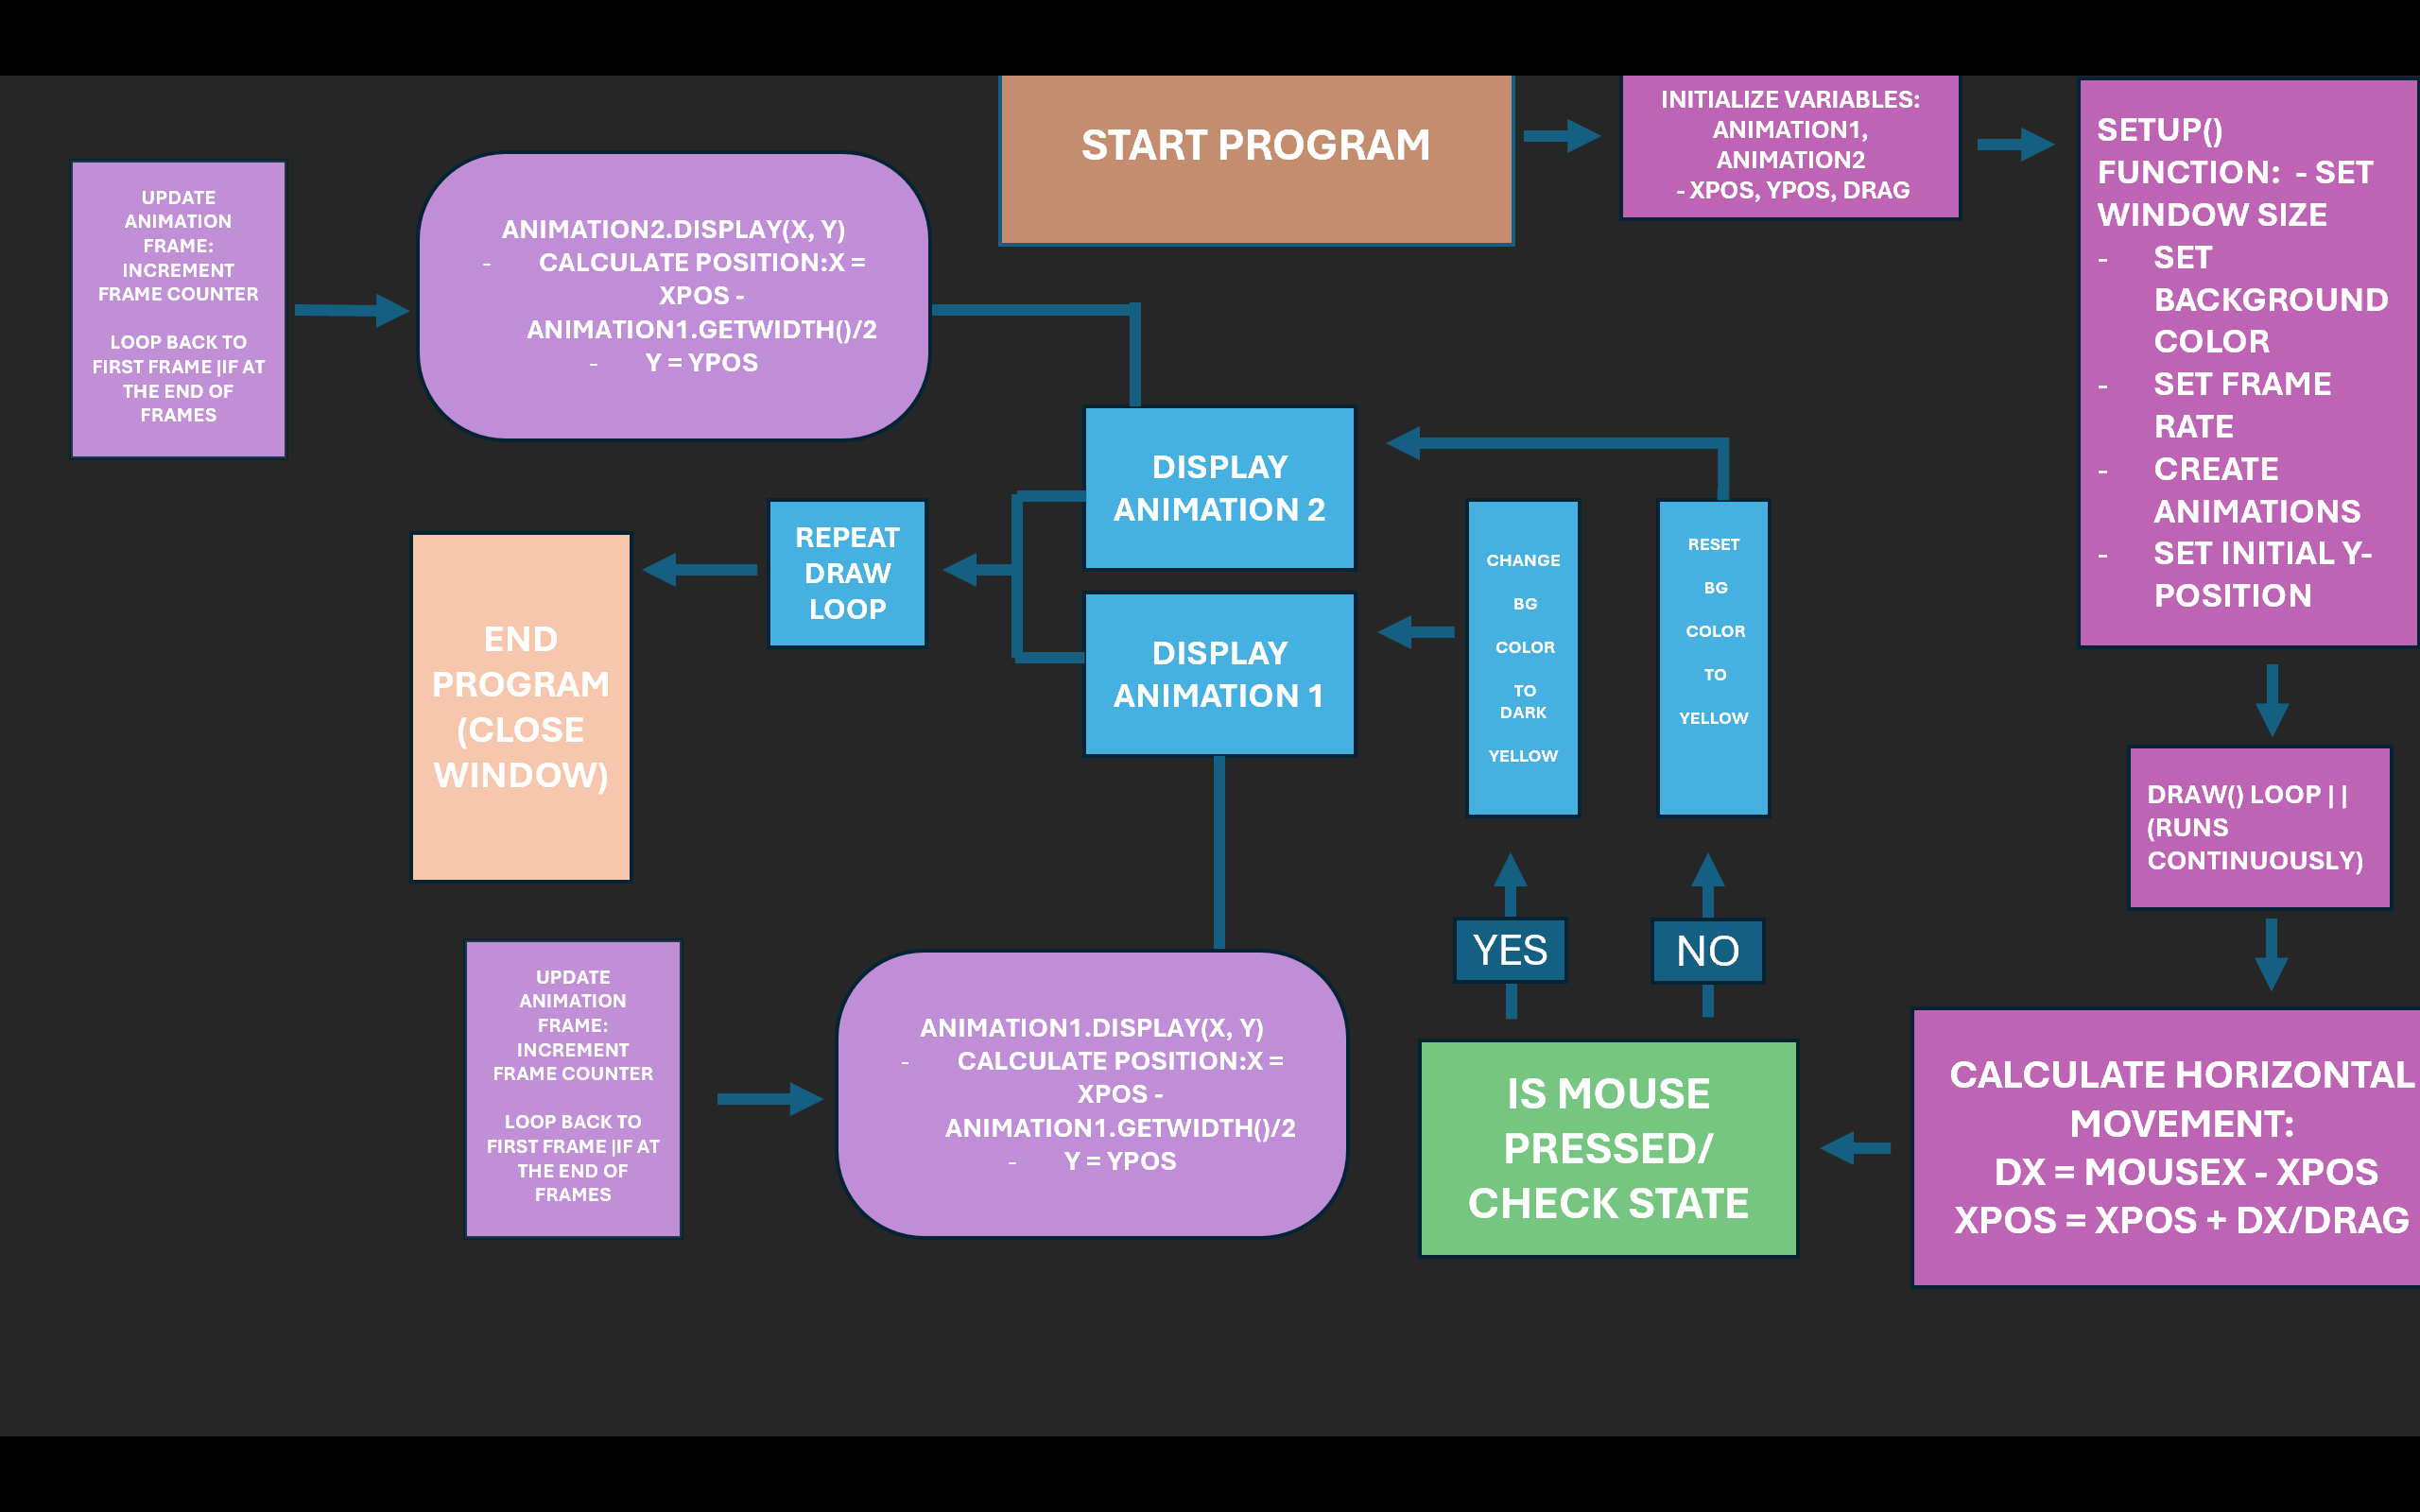 START PROGRAM
INITIALIZE VARIABLES:
ANIMATION1,
ANIMATION2
- XPOS, YPOS, DRAG
SETUP()
FUNCTION: - SET
WINDOW SIZE
- SET
BACKGROUND
COLOR
- SET FRAME
RATE
- CREATE
ANIMATIONS
- SET INITIAL Y-
POSITION
DRAW() LOOP ||
(RUNS
CONTINUOUSLY)
CALCULATE HORIZONTAL
MOVEMENT:
DX = MOUSEX - XPOS
XPOS = XPOS + DX/DRAG
IS MOUSE
PRESSED/
CHECK STATE
YES
NO
CHANGE
BG
COLOR
TO
DARK
YELLOW
RESET
BG
COLOR
TO
YELLOW
DISPLAY
ANIMATION 2
DISPLAY
ANIMATION 1
REPEAT
DRAW
LOOP
END
PROGRAM
(CLOSE
WINDOW)
UPDATE
ANIMATION
FRAME:
INCREMENT
FRAME COUNTER
LOOP BACK TO
FIRST FRAME |IF AT
THE END OF
FRAMES
ANIMATION2.DISPLAY(X, Y)
- CALCULATE POSITION:X =
XPOS -
ANIMATION1.GETWIDTH()/2
- Y = YPOS
UPDATE
ANIMATION
FRAME:
INCREMENT
FRAME COUNTER
LOOP BACK TO
FIRST FRAME |IF AT
THE END OF
FRAMES
ANIMATION1.DISPLAY(X, Y)
- CALCULATE POSITION:X =
XPOS -
ANIMATION1.GETWIDTH()/2
- Y = YPOS